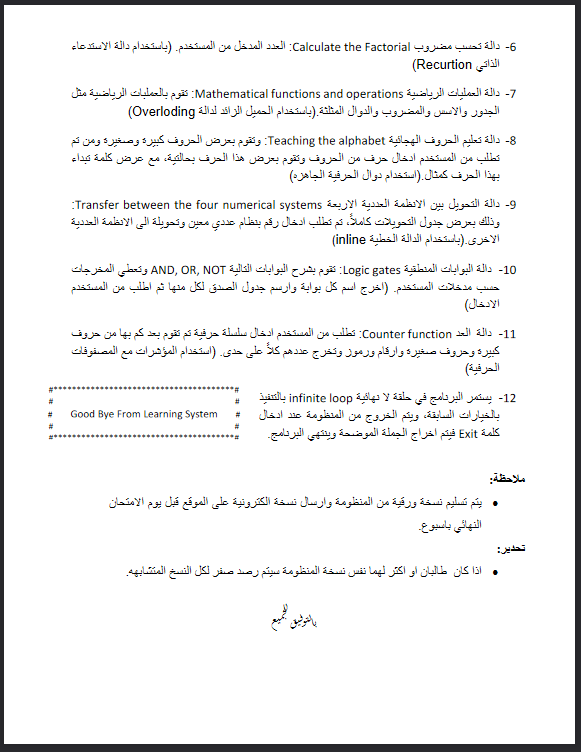 6- دالة تحسب مضروب Calculate the Factorial: العدد المدخل من المستخدم. (باستخدام دالة الاستدعاء
الذاتي Recurtion)
7- دالة العمليات الرياضية Mathematical functions and operations: تقوم بالعمليات الرياضية مثل
الجذور والاسس والمضروب والدوال المثلثة.(باستخدام الحميل الزائد لدالة Overloding)
8- دالة تعليم الحروف الهجائية Teaching the alphabet: وتقوم بعرض الحروف كبيرة وصغيرة ومن تم
تطلب من المستخدم ادخال حرف من الحروف وتقوم بعرض هذا الحرف بحالتية، مع عرض كلمة تبداء
بهذا الحرف كمثال.(استخدام دوال الحرفية الجاهزه)
9- دالة التحويل بين الانظمة العددية الاربعة Transfer between the four numerical systems:
وذلك بعرض جدول التحويلات كاملاً، تم تطلب ادخال رقم بنظام عددي معين وتحويلة الى الانظمة العددية
الاخرى.(باستخدام الدالة الخطية inline)
10- دالة البوابات المنطقية Logic gates: تقوم بشرح البوابات التالية AND, OR, NOT وتعطي المخرجات
حسب مدخلات المستخدم. (اخرج اسم كل بوابة وارسم جدول الصدق لكل منها ثم اطلب من المستخدم
الادخال)
11- دالة العد Counter function: تطلب من المستخدم ادخال سلسلة حرفية تم تقوم بعد كم بها من حروف
كبيرة وحروف صغيرة وارقام ورموز وتخرج عددهم كلاً على حدى. (استخدام المؤشرات مع المصفوفات
الحرفية)
12- يستمر البرنامج في حلقة لا نهائية infinite loop بالتنفيذ
بالخيارات السابقة، ويتم الخروج من المنظومة عند ادخال
كلمة Exit فيتم اخراج الجملة الموضحة وينتهي البرنامج.
#***************************************#
# #
# Good Bye From Learning System #
# #
#***************************************#
ملاحظة:
• يتم تسليم نسخة ورقية من المنظومة وارسال نسخة الكترونية على الموقع قبل يوم الامتحان
النهائي باسبوع.
تحدير:
• اذا كان طالبان او اكثر لهما نفس نسخة المنظومة سيتم رصد صفر لكل النسخ المتشابهه.
بالتوفيق للجميع